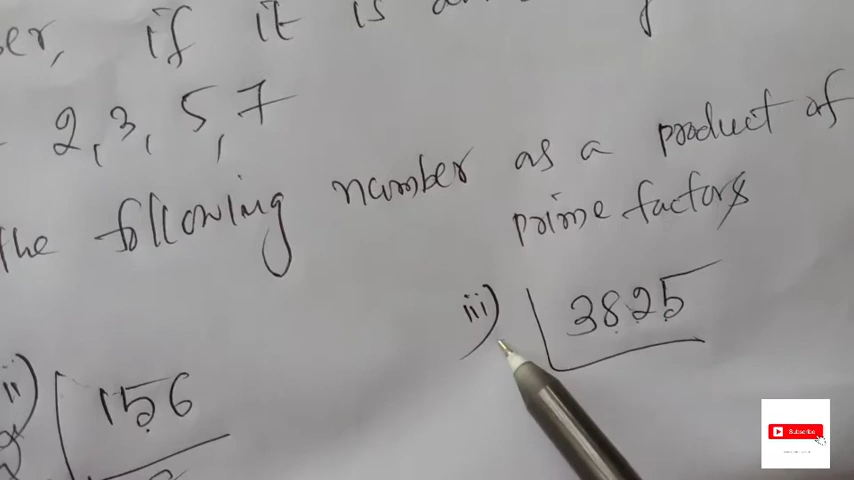 if it is
2, 3, 5, 7
the following number as a product of
prime factors
iii) 3825
ii) 156
Subscribe